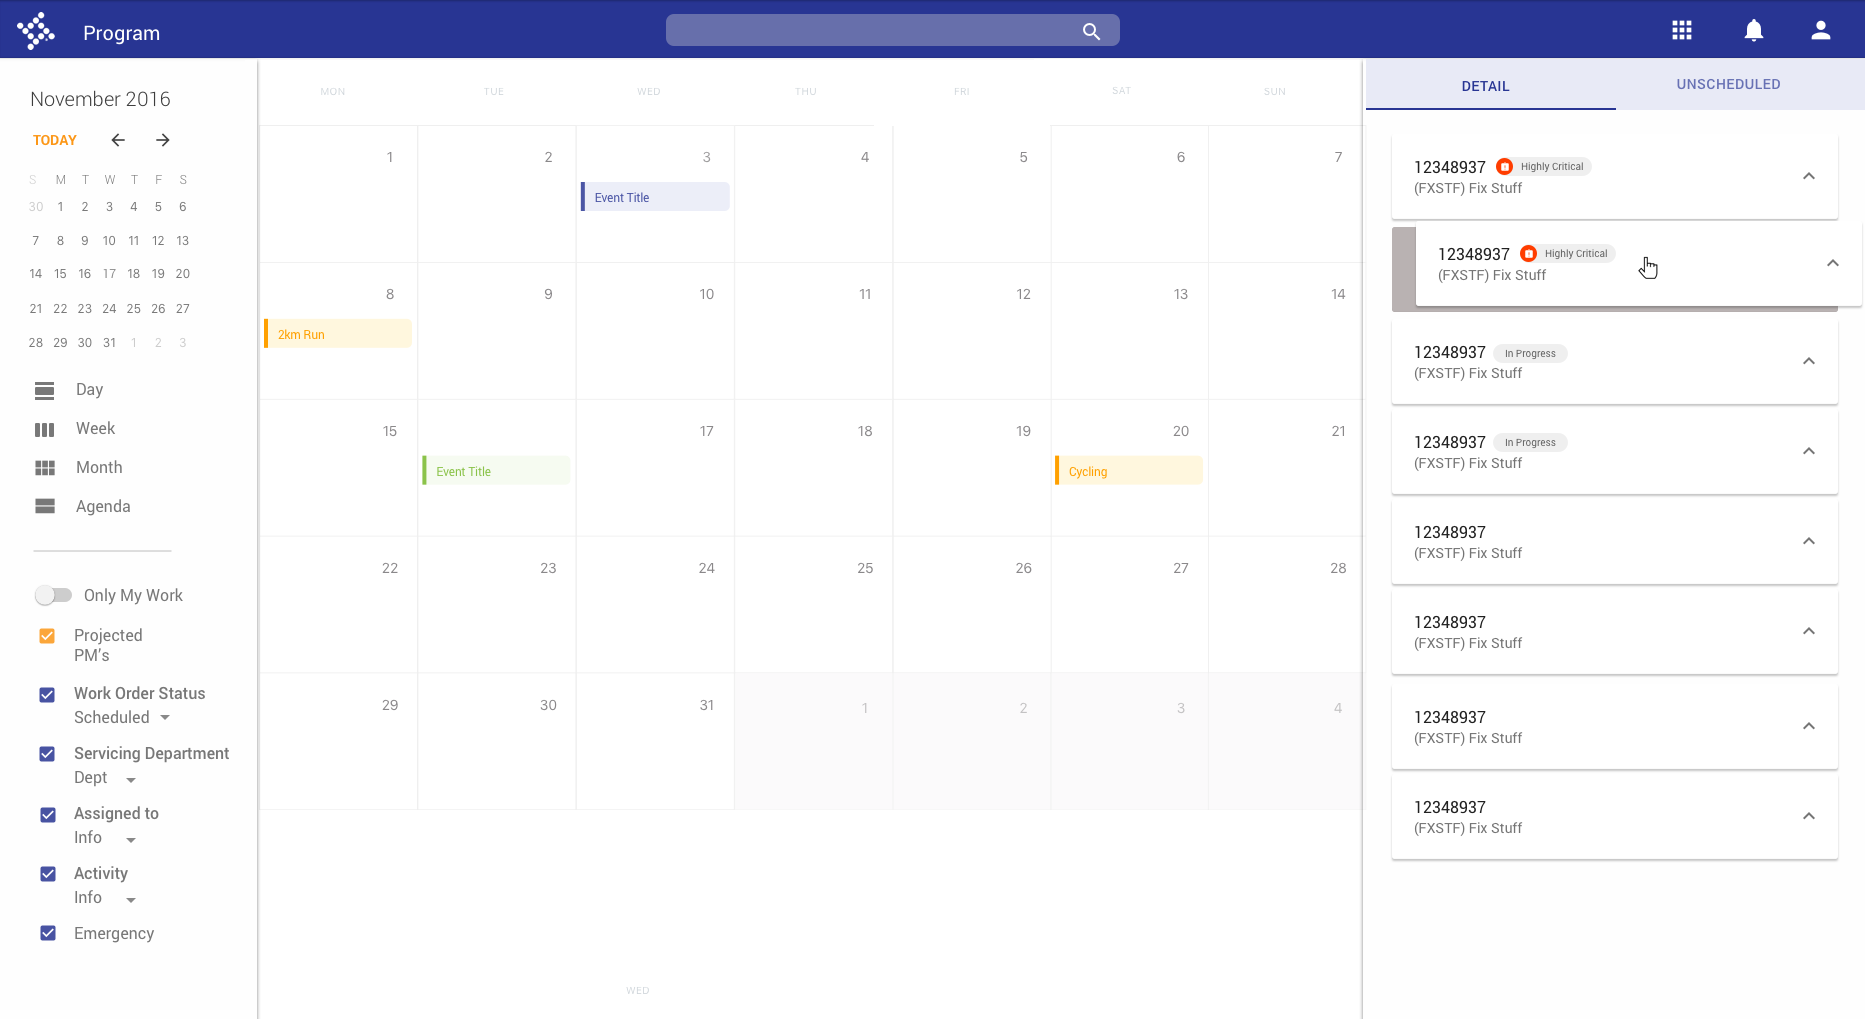 Program
November 2016
TODAY
S M T W T F S
30 1 2 3 4 5 6
7 8 9 10 11 12 13
14 15 16 17 18 19 20
21 22 23 24 25 26 27
28 29 30 31 1 2 3
Day
Week
Month
Agenda
Only My Work
Projected
PM's
Work Order Status
Scheduled
Servicing Department
Dept
Assigned to
Info
Activity
Info
Emergency
MON TUE WED THU FRI SAT SUN
1 2 3 4 5 6 7
Event Title
8 9 10 11 12 13 14
2km Run
15 17 18 19 20 21
Event Title Cycling
22 23 24 25 26 27 28
29 30 31 1 2 3 4
WED
DETAIL UNSCHEDULED
12348937 Highly Critical
(FXSTF) Fix Stuff
12348937 Highly Critical
(FXSTF) Fix Stuff
12348937 In Progress
(FXSTF) Fix Stuff
12348937 In Progress
(FXSTF) Fix Stuff
12348937
(FXSTF) Fix Stuff
12348937
(FXSTF) Fix Stuff
12348937
(FXSTF) Fix Stuff
12348937
(FXSTF) Fix Stuff